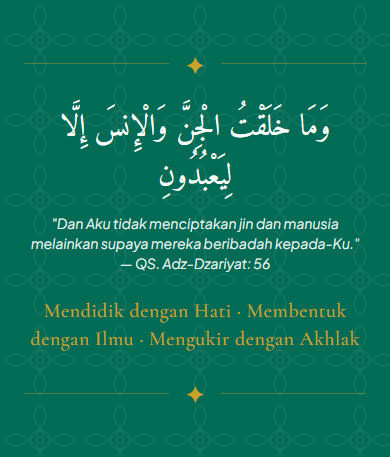 وَمَا خَلَقْتُ الْجِنَّ وَالْإِنسَ إِلَّا
لِيَعْبُدُونِ
"Dan Aku tidak menciptakan jin dan manusia
melainkan supaya mereka beribadah kepada-Ku."
— QS. Adz-Dzariyat: 56
Mendidik dengan Hati · Membentuk
dengan Ilmu · Mengukir dengan Akhlak